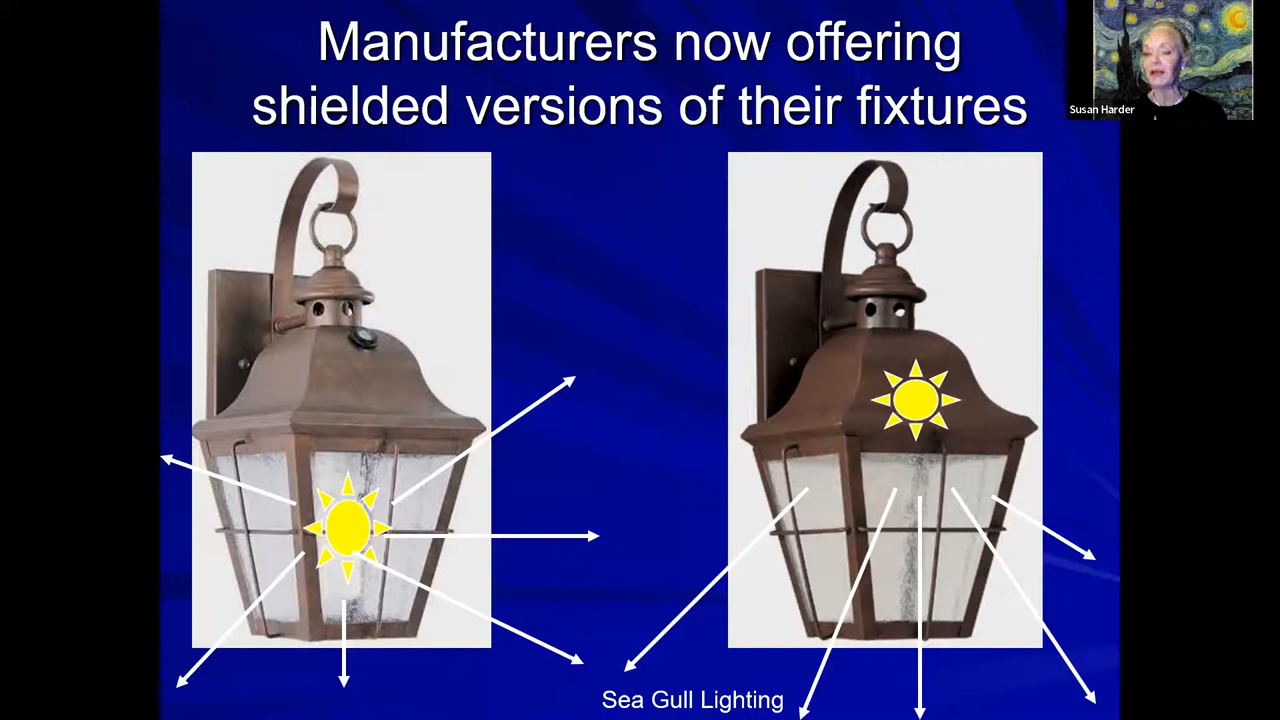 Manufacturers now offering
shielded versions of their fixtures
Susan Harder
Sea Gull Lighting